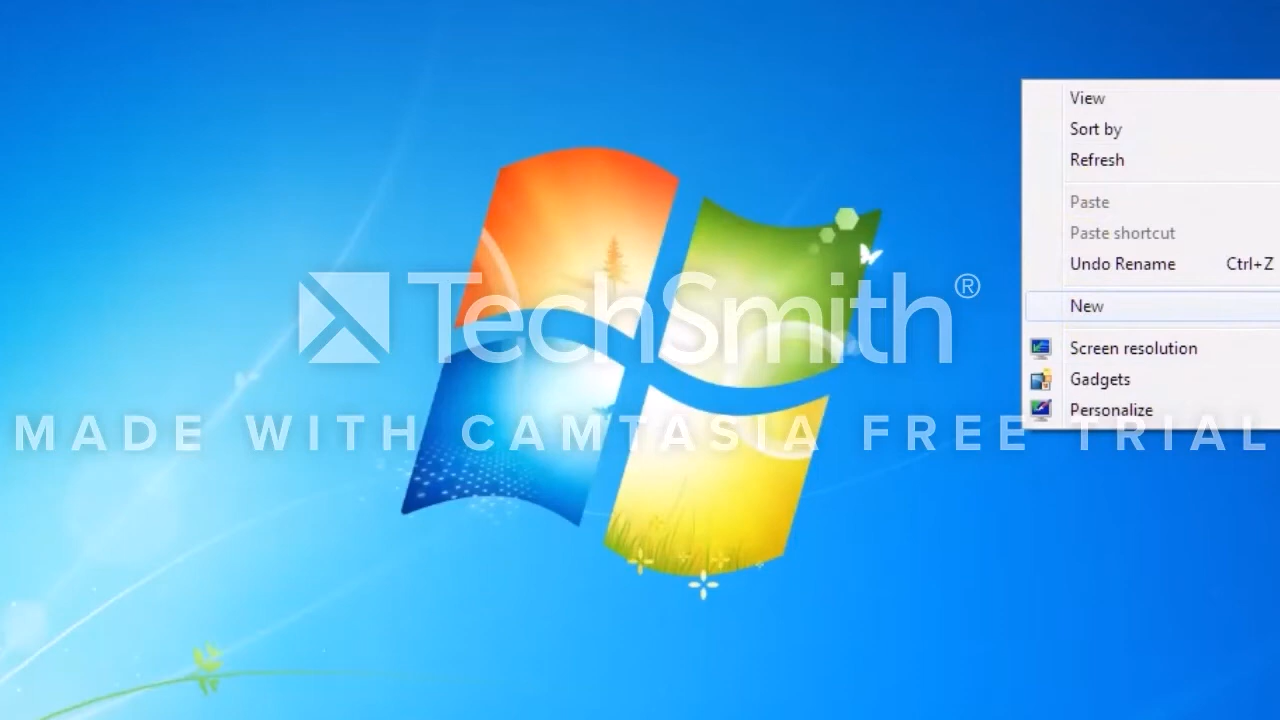 View
Sort by
Refresh
Paste
Paste shortcut
Undo Rename Ctrl+Z
TechSmith®
New
Screen resolution
Gadgets
Personalize
MADE WITH CAMTASIA FREE TRIAL